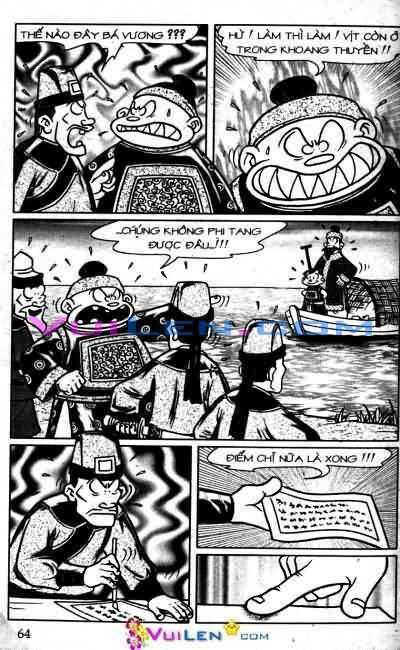 THẾ NÀO ĐÂY BÁ VƯƠNG ???
HỪ ! LÀM THÌ LÀM ! VỊT CÒN Ở
TRONG KHOANG THUYỀN !!
...CHÚNG KHÔNG PHI TANG
ĐƯỢC ĐÂU...!!!
VUILEN.COM
ĐIỂM CHỈ NỮA LÀ XONG !!!
64
VUILEN.COM